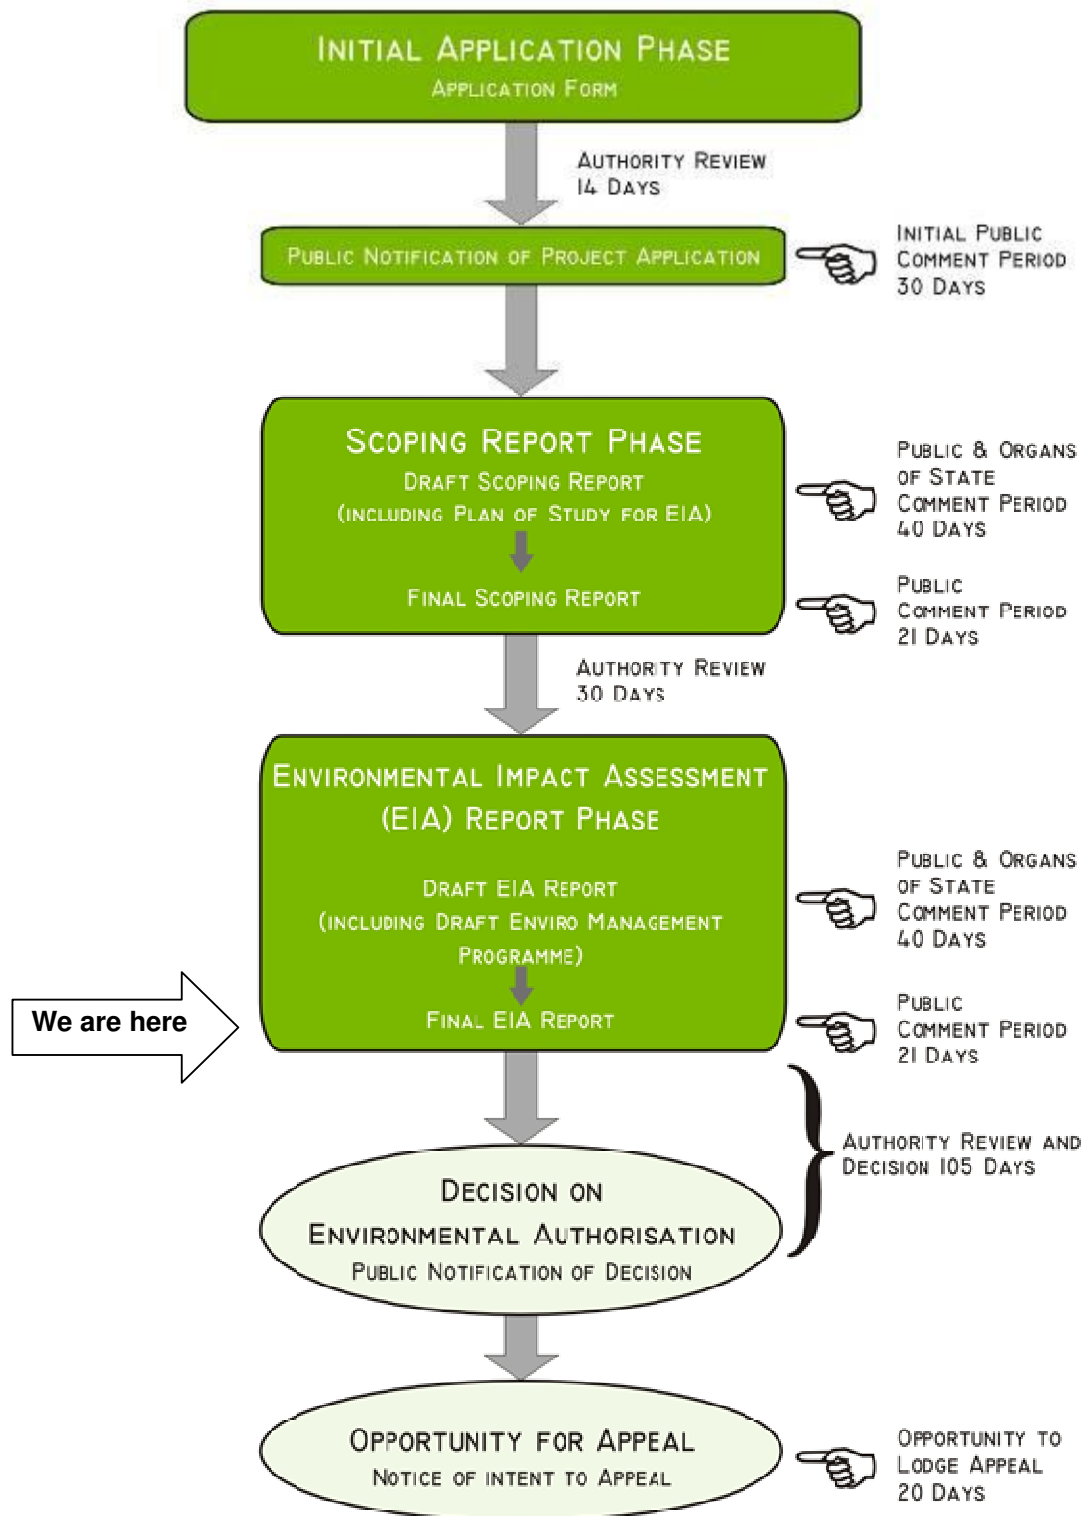 INITIAL APPLICATION PHASE
APPLICATION FORM
AUTHORITY REVIEW
14 DAYS
PUBLIC NOTIFICATION OF PROJECT APPLICATION
INITIAL PUBLIC
COMMENT PERIOD
30 DAYS
SCOPING REPORT PHASE
DRAFT SCOPING REPORT
(INCLUDING PLAN OF STUDY FOR EIA)
PUBLIC & ORGANS
OF STATE
COMMENT PERIOD
40 DAYS
FINAL SCOPING REPORT
PUBLIC
COMMENT PERIOD
21 DAYS
AUTHORITY REVIEW
30 DAYS
ENVIRONMENTAL IMPACT ASSESSMENT
(EIA) REPORT PHASE
DRAFT EIA REPORT
(INCLUDING DRAFT ENVIRO MANAGEMENT
PROGRAMME)
PUBLIC & ORGANS
OF STATE
COMMENT PERIOD
40 DAYS
We are here
FINAL EIA REPORT
PUBLIC
COMMENT PERIOD
21 DAYS
AUTHORITY REVIEW AND
DECISION 105 DAYS
DECISION ON
ENVIRONMENTAL AUTHORISATION
PUBLIC NOTIFICATION OF DECISION
OPPORTUNITY FOR APPEAL
NOTICE OF INTENT TO APPEAL
OPPORTUNITY TO
LODGE APPEAL
20 DAYS